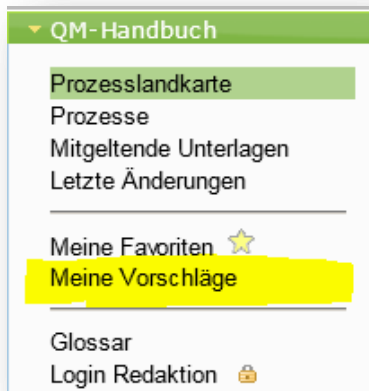 QM-Handbuch
Prozesslandkarte
Prozesse
Mitgeltende Unterlagen
Letzte Änderungen
Meine Favoriten
Meine Vorschläge
Glossar
Login Redaktion